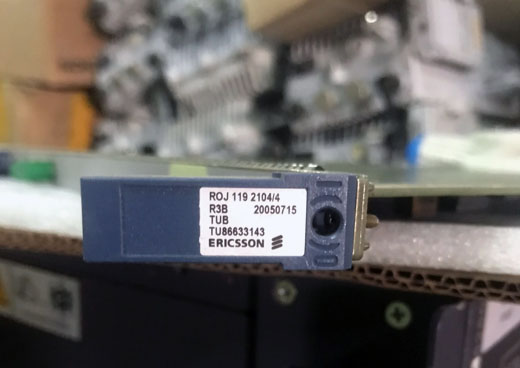 ROJ 119 2104/4
R3B 20050715
TUB
TU86633143
ERICSSON